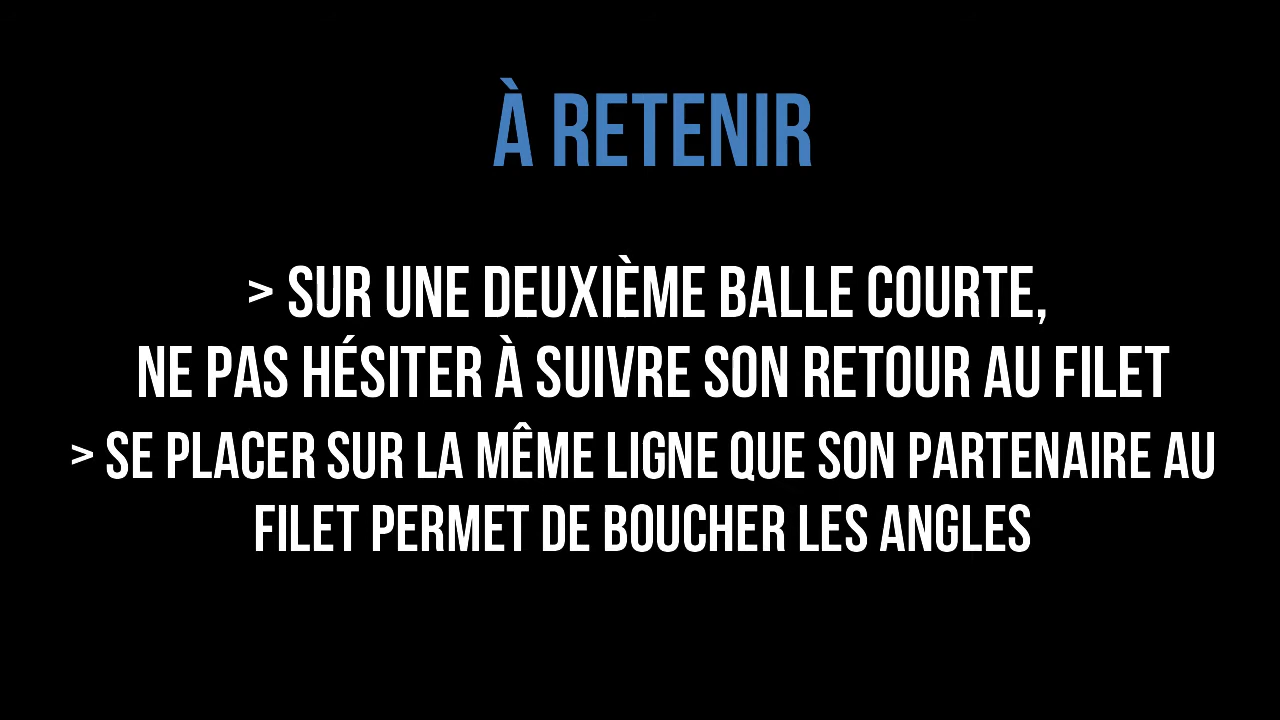 À RETENIR
> SUR UNE DEUXIÈME BALLE COURTE,
NE PAS HÉSITER À SUIVRE SON RETOUR AU FILET
> SE PLACER SUR LA MÊME LIGNE QUE SON PARTENAIRE AU
FILET PERMET DE BOUCHER LES ANGLES